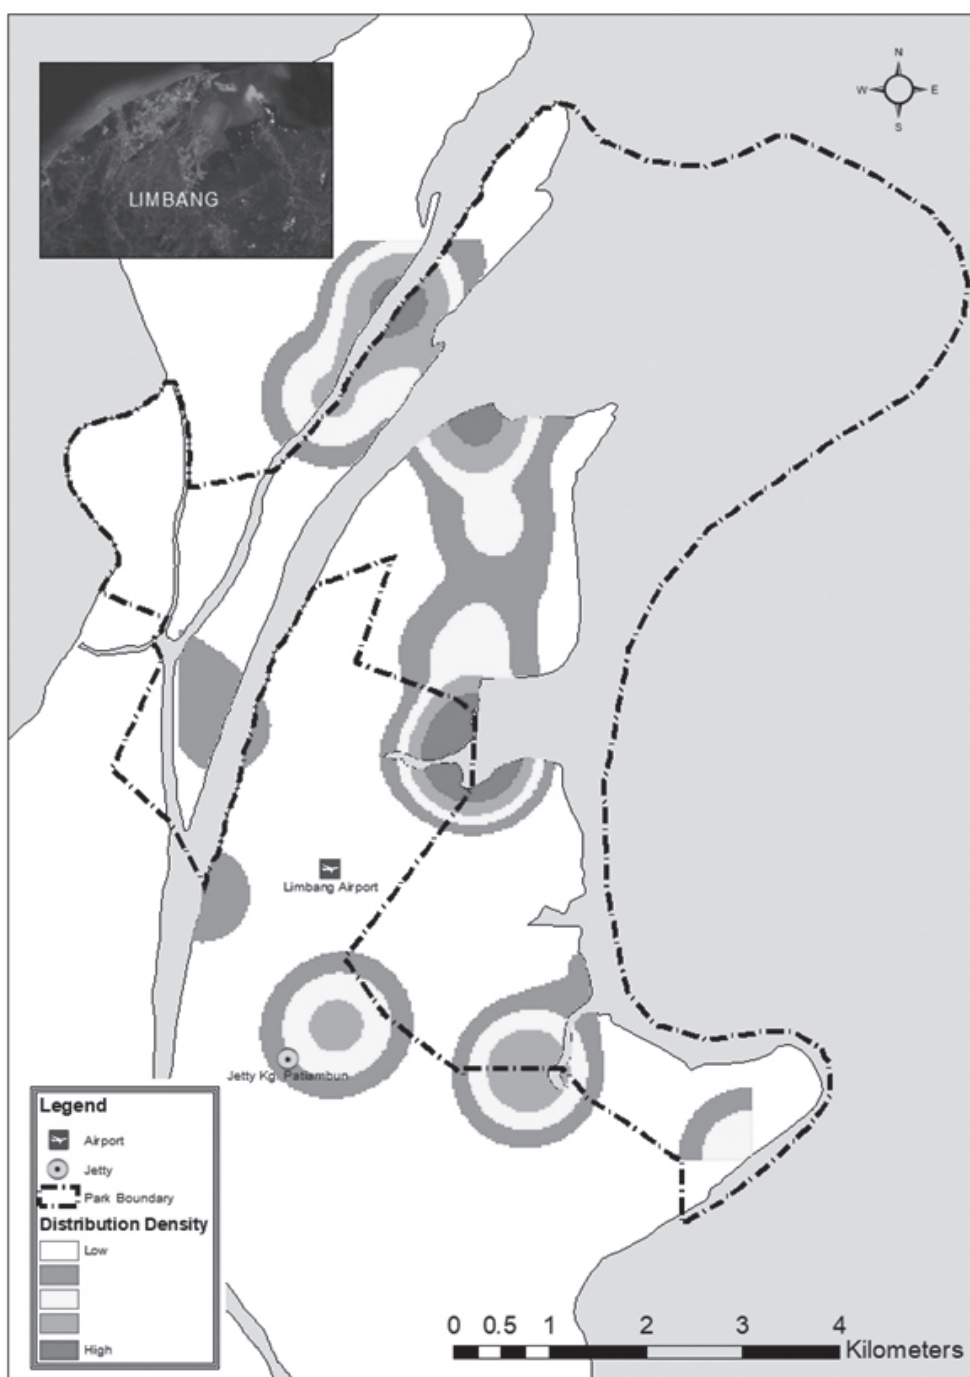 N
W E
S
LIMBANG
Limbang Airport
Jetty Kg. Patiambun
Legend
Airport
Jetty
Park Boundary
Distribution Density
Low
High
0 0.5 1 2 3 4
Kilometers